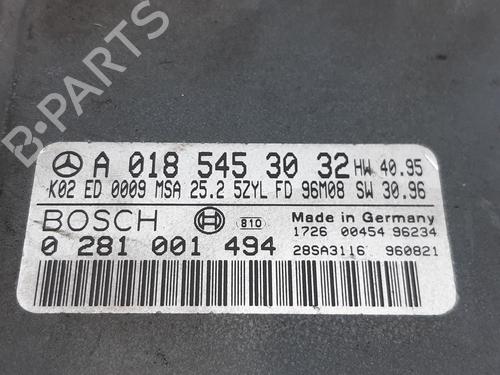 A 018 545 30 32 HW 40.95
K02 ED 0009 MSA 25.2 5ZYL FD 96M08 SW 30.96
BOSCH 810 Made in Germany
0 281 001 494 1726 00454 96234
28SA3116 960821
B-PARTS